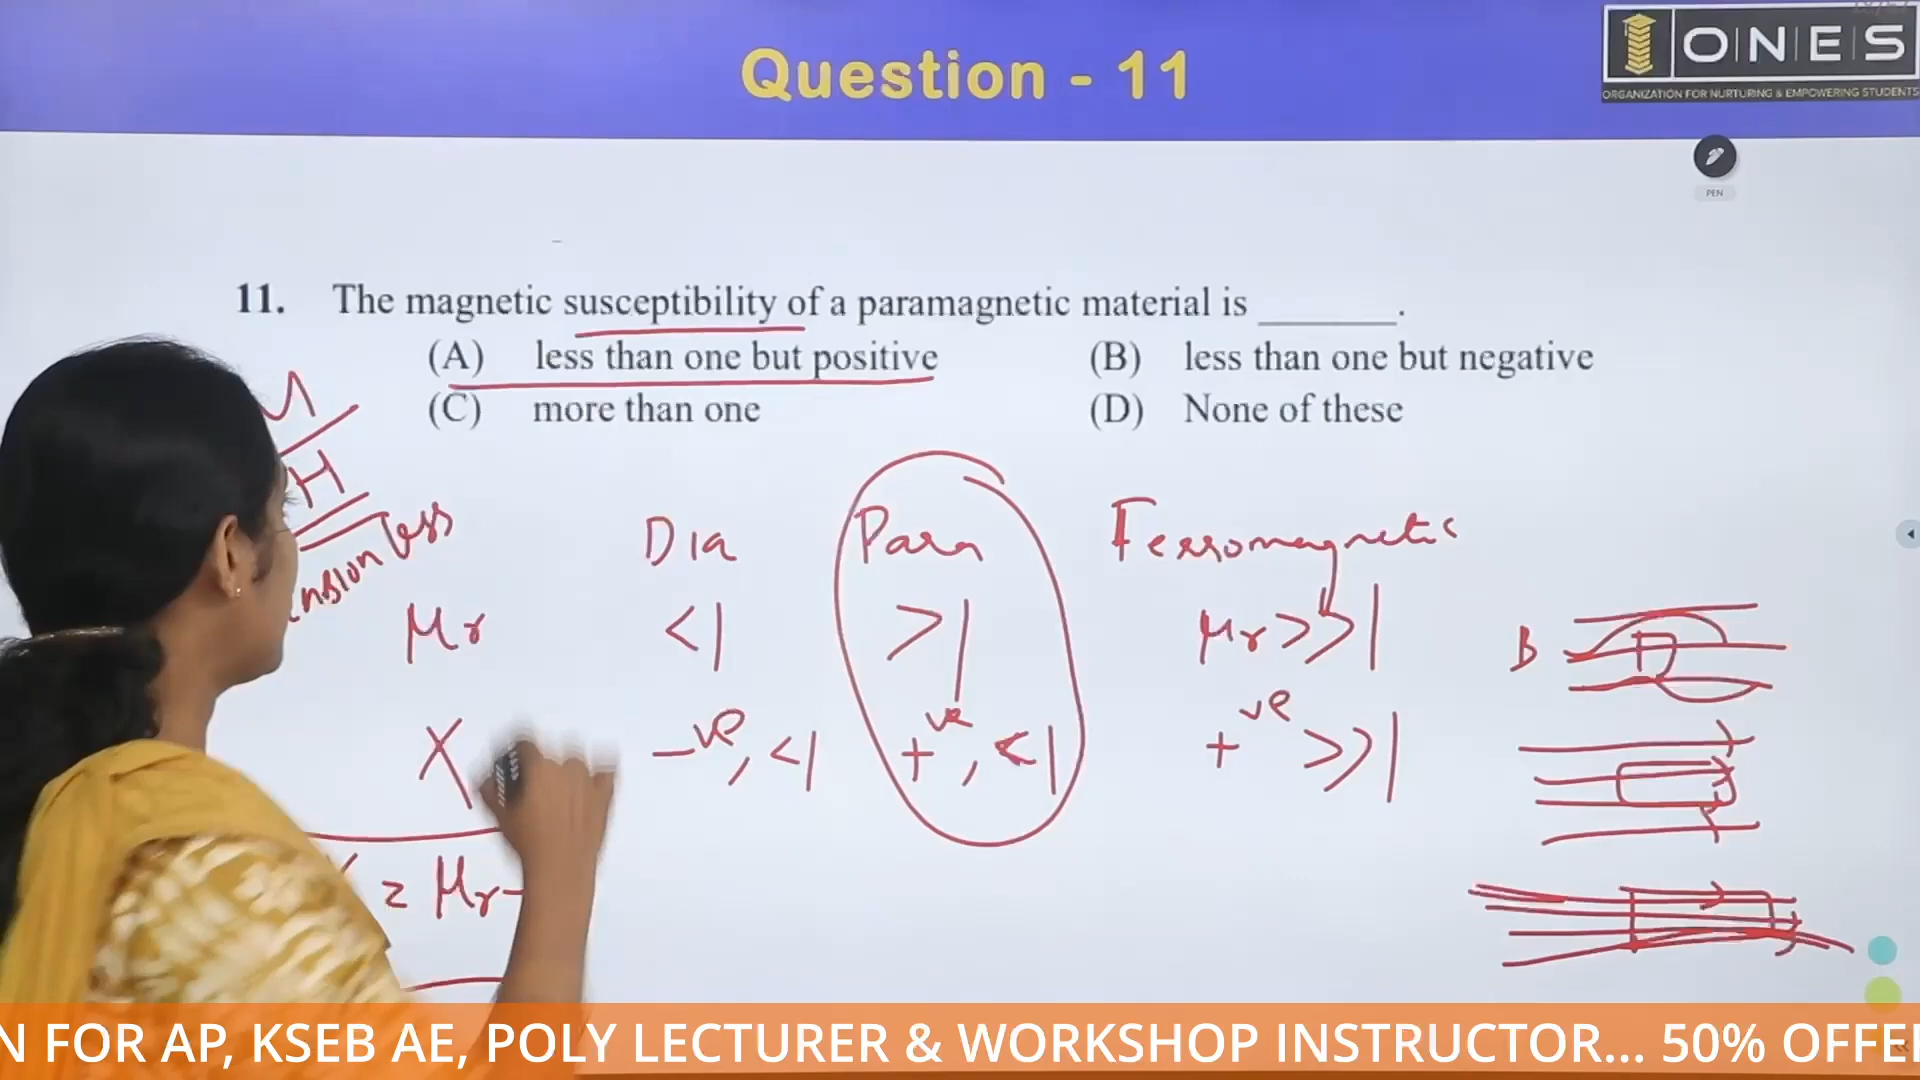 Question - 11
ONES
ORGANIZATION FOR NURTURING & EMPOWERING STUDENTS
PEN
11. The magnetic susceptibility of a paramagnetic material is ________.
(A) less than one but positive (B) less than one but negative
(C) more than one (D) None of these
H
Dia Para Ferromagnetic
μr <1 >1 μr>>1
B
χ -ve, <1 +ve, <1 +ve >>1
= μr-
N FOR AP, KSEB AE, POLY LECTURER & WORKSHOP INSTRUCTOR... 50% OFFE